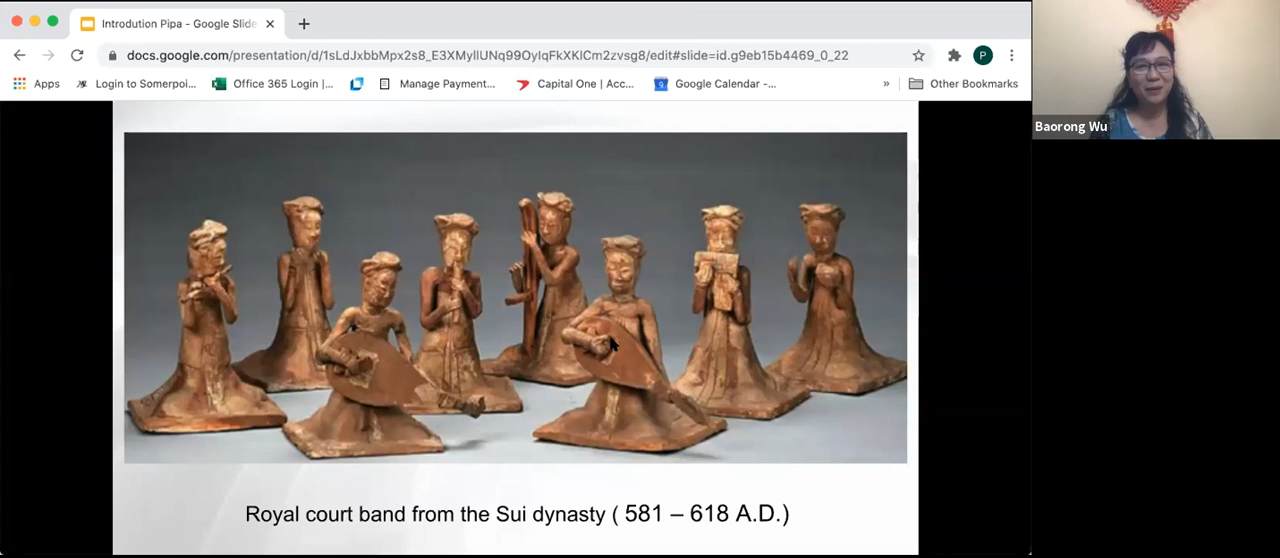 Introdution Pipa - Google Slide
docs.google.com/presentation/d/1sLdJxbbMpx2s8_E3XMyllUNq99OylqFkXKlCm2zvsg8/edit#slide=id.g9eb15b4469_0_22
P
Apps Login to Somerpoi... Office 365 Login |... Manage Payment... Capital One | Acc... Google Calendar -... » Other Bookmarks
Baorong Wu
Royal court band from the Sui dynasty ( 581 – 618 A.D.)